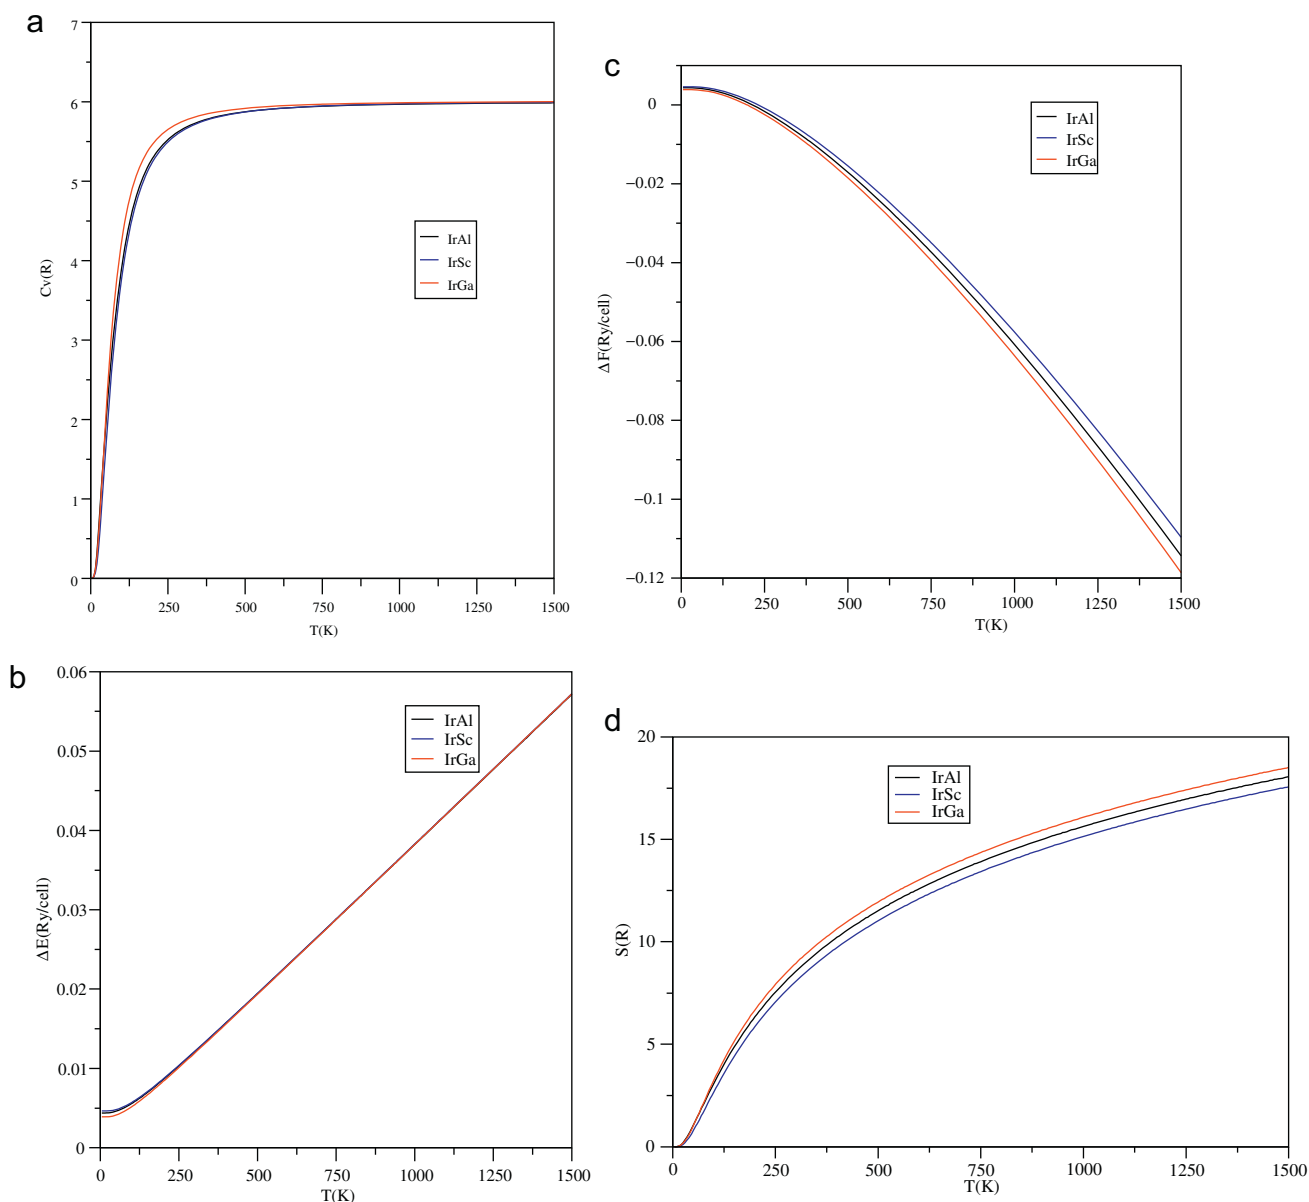 a
7
6
5
4
3
2
1
0
Cv(R)
IrAl
IrSc
IrGa
0 250 500 750 1000 1250 1500
T(K)
c
0
−0.02
−0.04
−0.06
−0.08
−0.1
−0.12
ΔF(Ry/cell)
IrAl
IrSc
IrGa
0 250 500 750 1000 1250 1500
T(K)
b
0.06
0.05
0.04
0.03
0.02
0.01
0
ΔE(Ry/cell)
IrAl
IrSc
IrGa
0 250 500 750 1000 1250 1500
T(K)
d
20
15
10
5
0
S(R)
IrAl
IrSc
IrGa
0 250 500 750 1000 1250 1500
T(K)